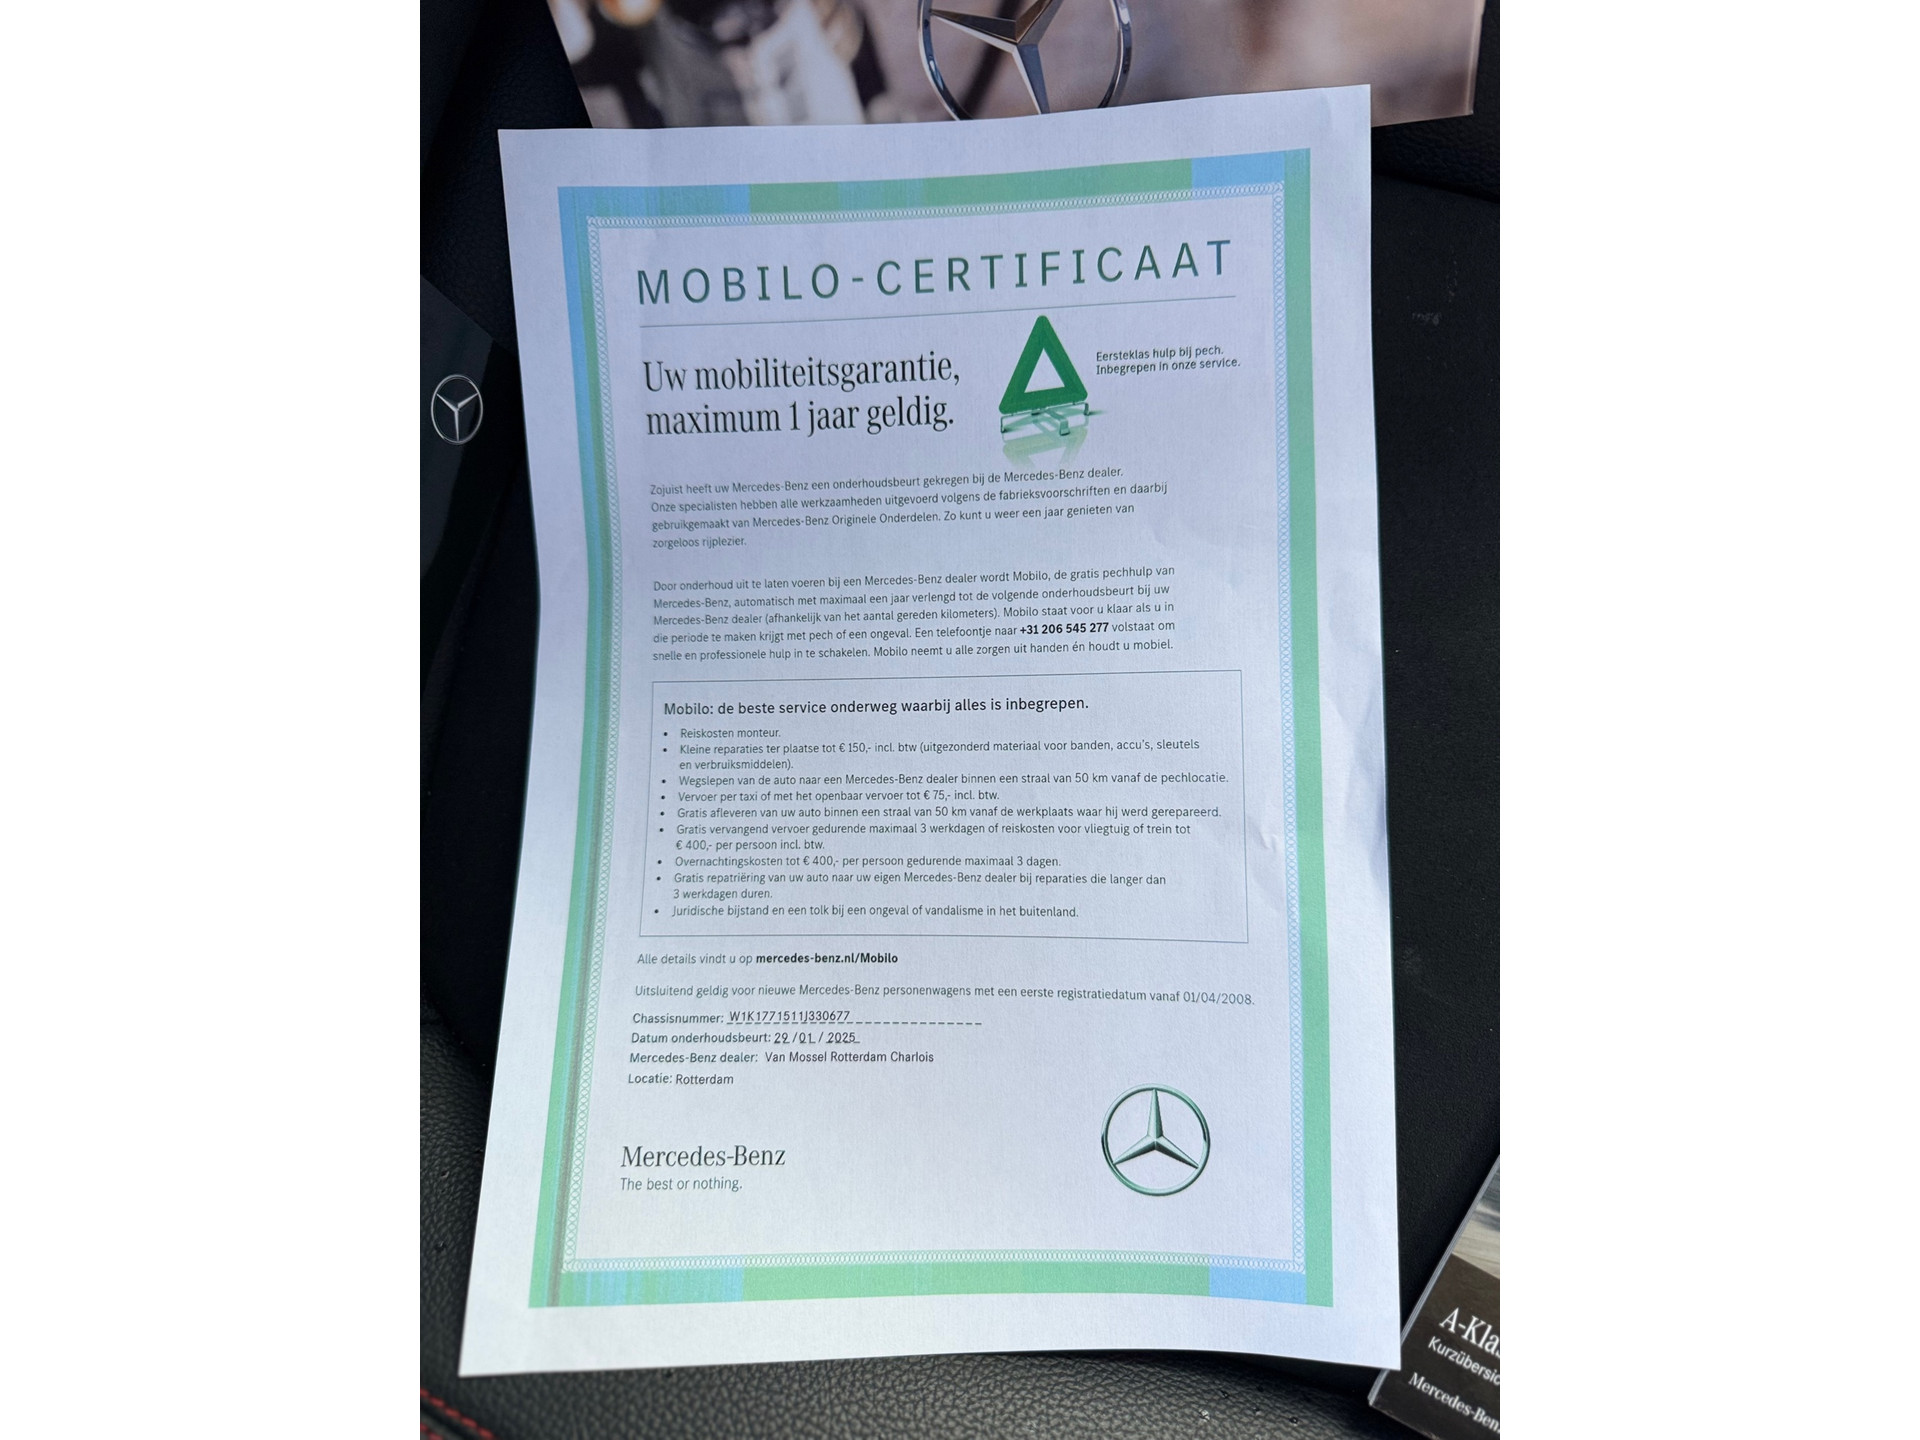 MOBILO-CERTIFICAAT
Uw mobiliteitsgarantie,
maximum 1 jaar geldig.
Eersteklas hulp bij pech.
Inbegrepen in onze service.
Zojuist heeft uw Mercedes-Benz een onderhoudsbeurt gekregen bij de Mercedes-Benz dealer.
Onze specialisten hebben alle werkzaamheden uitgevoerd volgens de fabrieksvoorschriften en daarbij
gebruikgemaakt van Mercedes-Benz Originele Onderdelen. Zo kunt u weer een jaar genieten van
zorgeloos rijplezier.
Door onderhoud uit te laten voeren bij een Mercedes-Benz dealer wordt Mobilo, de gratis pechhulp van
Mercedes-Benz, automatisch met maximaal een jaar verlengd tot de volgende onderhoudsbeurt bij uw
Mercedes-Benz dealer (afhankelijk van het aantal gereden kilometers). Mobilo staat voor u klaar als u in
die periode te maken krijgt met pech of een ongeval. Een telefoontje naar +31 206 545 277 volstaat om
snelle en professionele hulp in te schakelen. Mobilo neemt u alle zorgen uit handen én houdt u mobiel.
Mobilo: de beste service onderweg waarbij alles is inbegrepen.
• Reiskosten monteur.
• Kleine reparaties ter plaatse tot € 150,- incl. btw (uitgezonderd materiaal voor banden, accu's, sleutels
en verbruiksmiddelen).
• Wegslepen van de auto naar een Mercedes-Benz dealer binnen een straal van 50 km vanaf de pechlocatie.
• Vervoer per taxi of met het openbaar vervoer tot € 75,- incl. btw.
• Gratis afleveren van uw auto binnen een straal van 50 km vanaf de werkplaats waar hij werd gerepareerd.
• Gratis vervangend vervoer gedurende maximaal 3 werkdagen of reiskosten voor vliegtuig of trein tot
€ 400,- per persoon incl. btw.
• Overnachtingskosten tot € 400,- per persoon gedurende maximaal 3 dagen.
• Gratis repatriëring van uw auto naar uw eigen Mercedes-Benz dealer bij reparaties die langer dan
3 werkdagen duren.
• Juridische bijstand en een tolk bij een ongeval of vandalisme in het buitenland.
Alle details vindt u op mercedes-benz.nl/Mobilo
Uitsluitend geldig voor nieuwe Mercedes-Benz personenwagens met een eerste registratiedatum vanaf 01/04/2008.
Chassisnummer: W1K1771511J330677
Datum onderhoudsbeurt: 29 / 01 / 2025
Mercedes-Benz dealer: Van Mossel Rotterdam Charlois
Locatie: Rotterdam
Mercedes-Benz
The best or nothing.
A-Kla
Kurzübersic
Mercedes-Ben